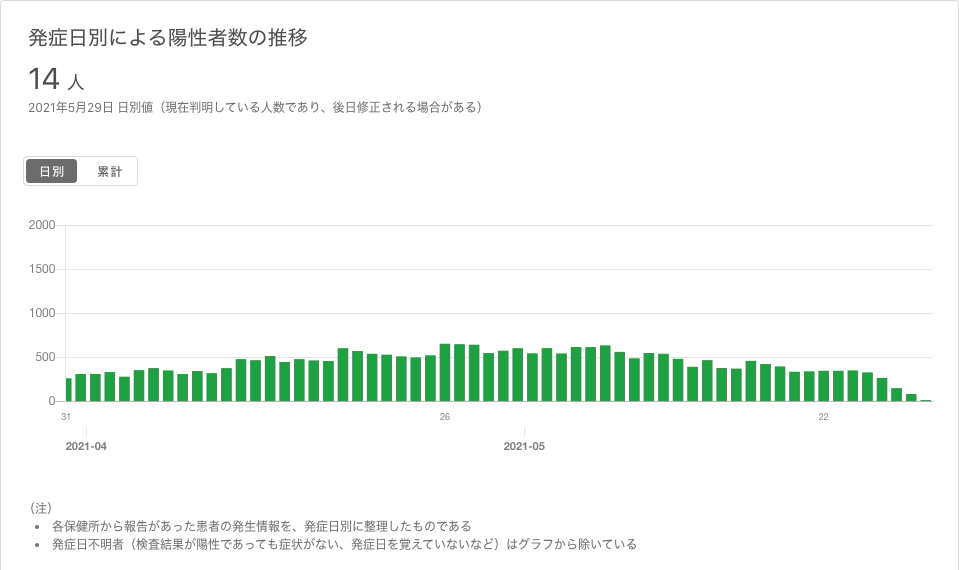 発症日別による陽性者数の推移
14 人
2021年5月29日 日別値（現在判明している人数であり、後日修正される場合がある）
日別 累計
2000
1500
1000
500
0
31 26 22
2021-04 2021-05
（注）
• 各保健所から報告があった患者の発生情報を、発症日別に整理したものである
• 発症日不明者（検査結果が陽性であっても症状がない、発症日を覚えていないなど）はグラフから除いている